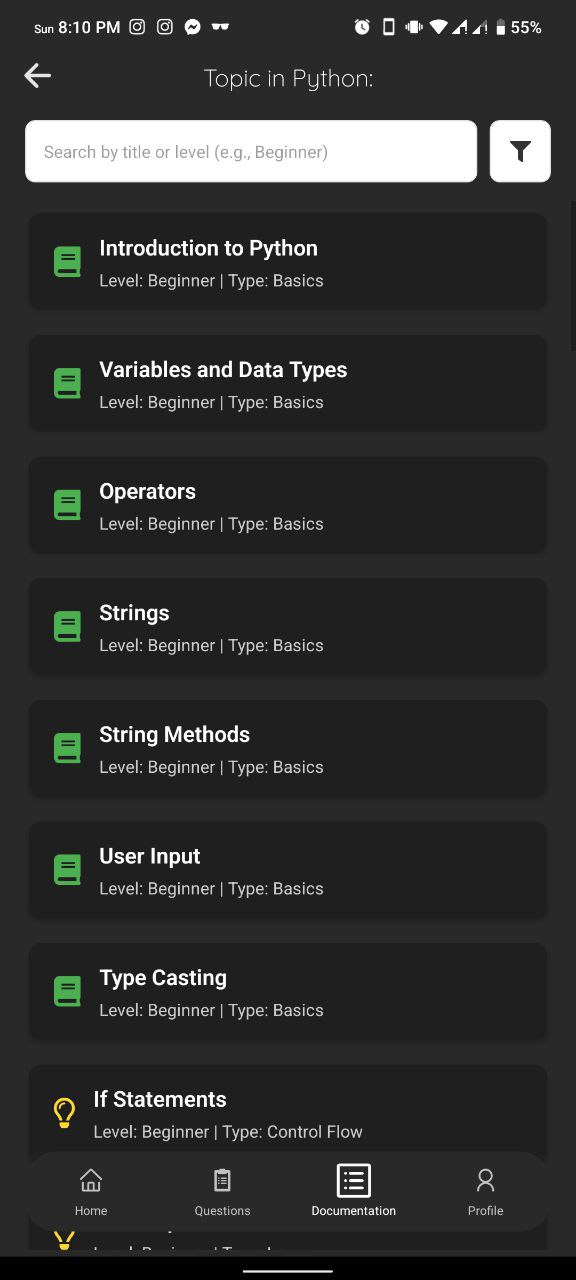 Sun 8:10 PM 55%
Topic in Python:
Search by title or level (e.g., Beginner)
Introduction to Python
Level: Beginner | Type: Basics
Variables and Data Types
Level: Beginner | Type: Basics
Operators
Level: Beginner | Type: Basics
Strings
Level: Beginner | Type: Basics
String Methods
Level: Beginner | Type: Basics
User Input
Level: Beginner | Type: Basics
Type Casting
Level: Beginner | Type: Basics
If Statements
Level: Beginner | Type: Control Flow
Home Questions Documentation Profile